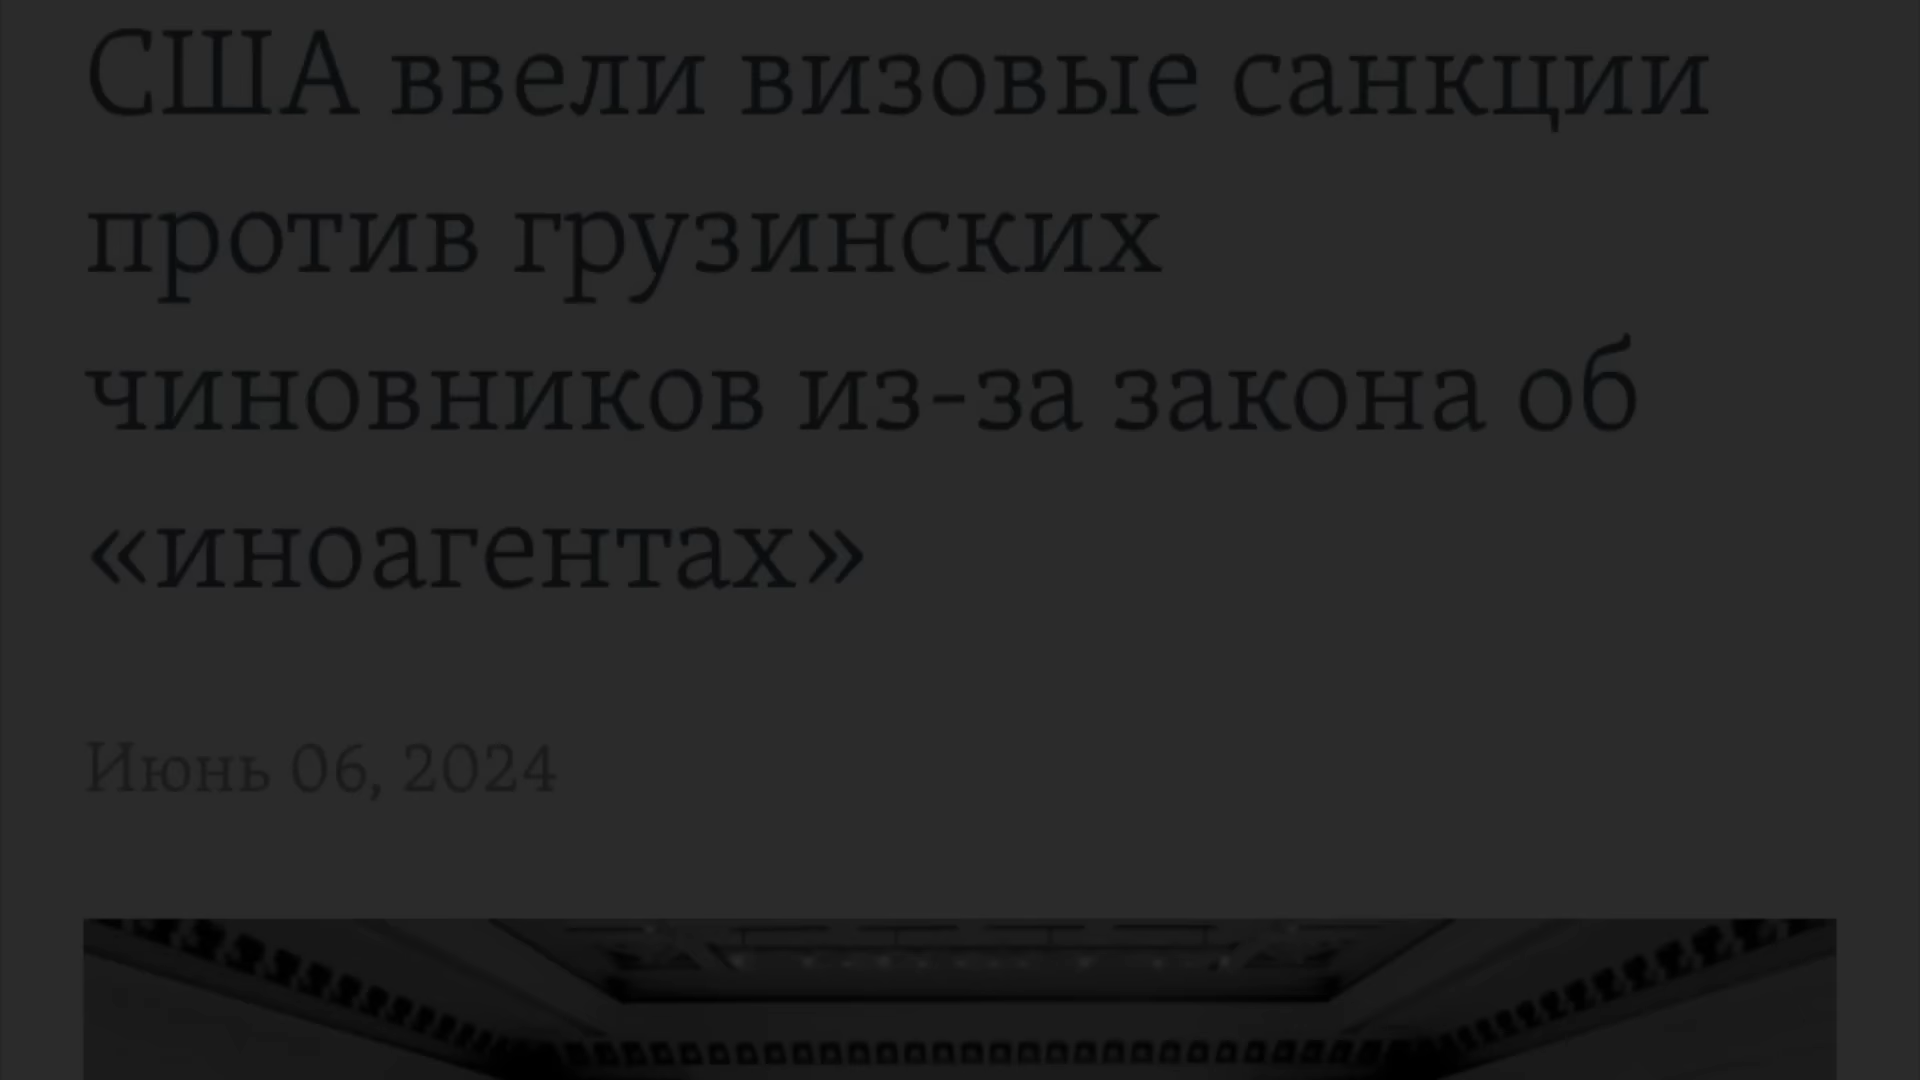 США ввели визовые санкции
против грузинских
чиновников из-за закона об
«иноагентах»
Июнь 06, 2024